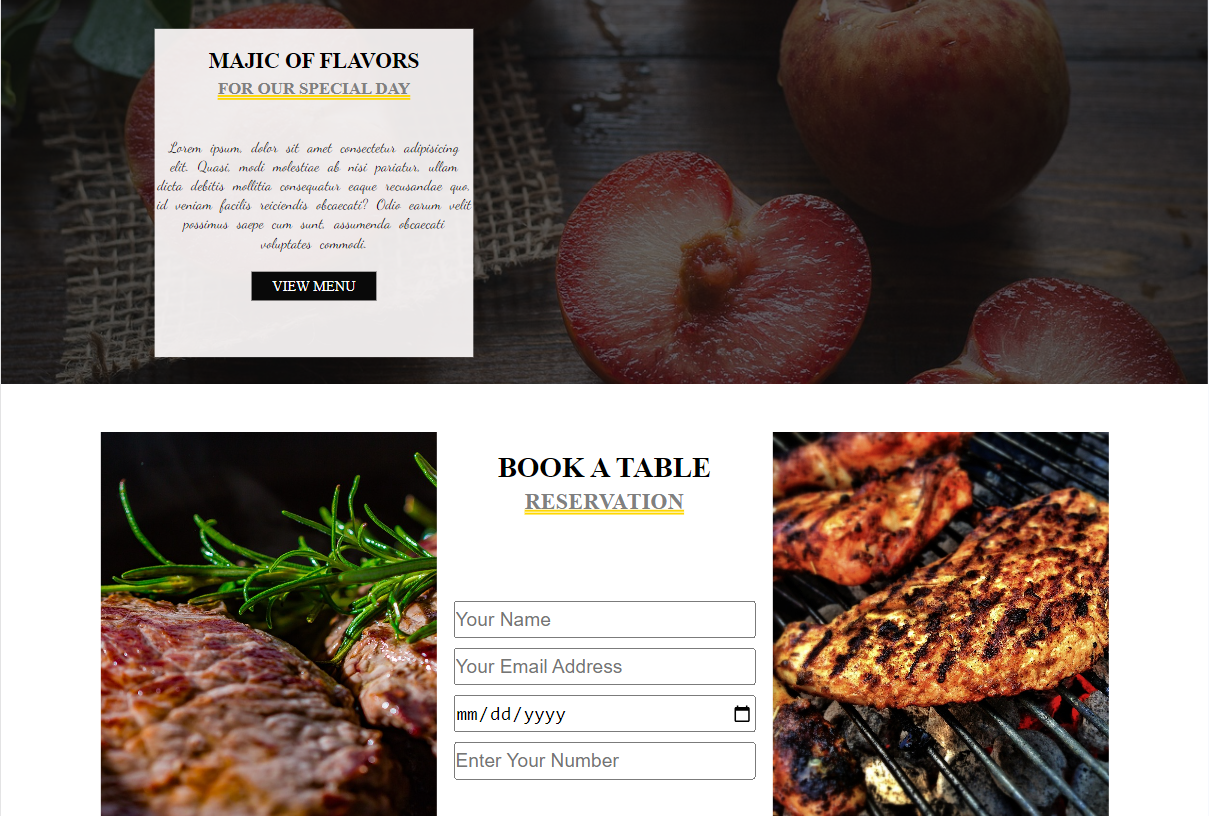 MAJIC OF FLAVORS
FOR OUR SPECIAL DAY
Lorem ipsum, dolor sit amet consectetur adipisicing
elit. Quasi, modi molestiae ab nisi pariatur, ullam
dicta debitis mollitia consequatur eaque recusandae quo,
id veniam facilis reiciendis obcaecati? Odio earum velit
possimus saepe cum sunt, assumenda obcaecati
voluptates commodi.
VIEW MENU
BOOK A TABLE
RESERVATION
Your Name
Your Email Address
mm/dd/yyyy
Enter Your Number